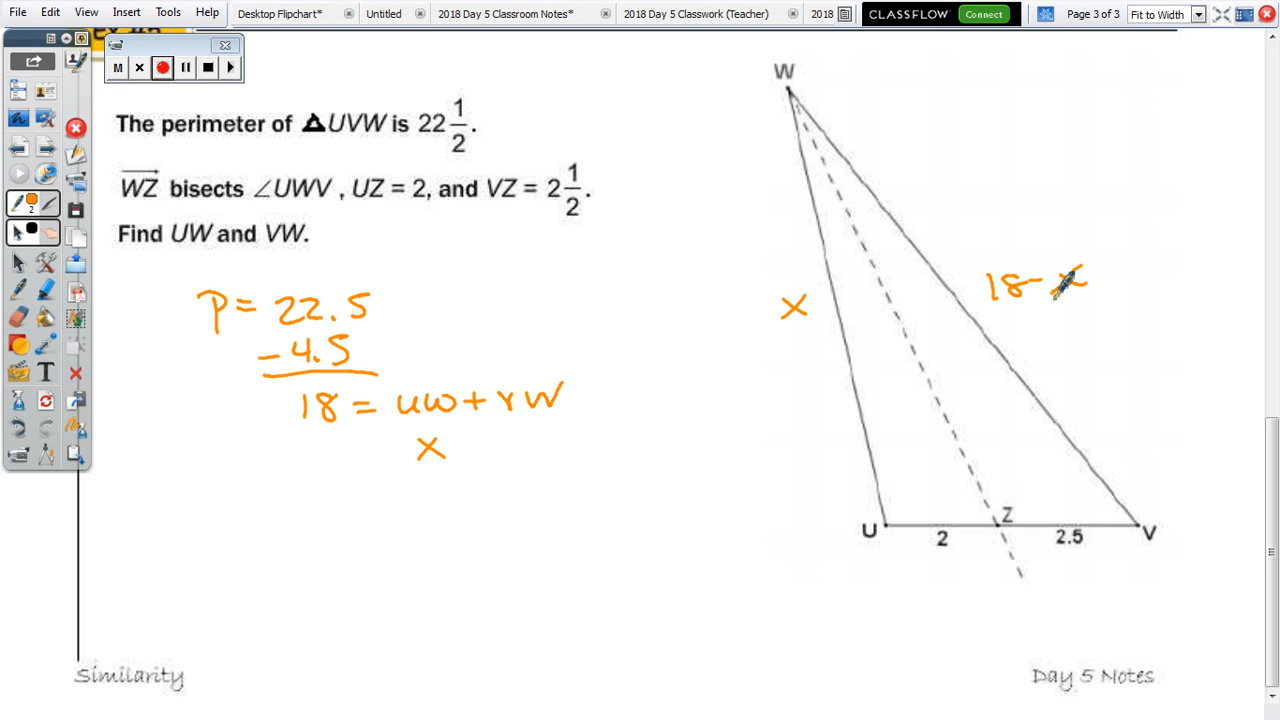 File Edit View Insert Tools Help Desktop Flipchart* Untitled 2018 Day 5 Classroom Notes* 2018 Day 5 Classwork (Teacher) 2018 CLASSFLOW Connect Page 3 of 3 Fit to Width
M
2
T
The perimeter of △UVW is 22 1/2.
WZ bisects ∠UWV , UZ = 2, and VZ = 2 1/2.
Find UW and VW.
P = 22.5
- 4.5
18 = UW + VW
x
W
x
18 - x
U
Z
V
2
2.5
Similarity
Day 5 Notes